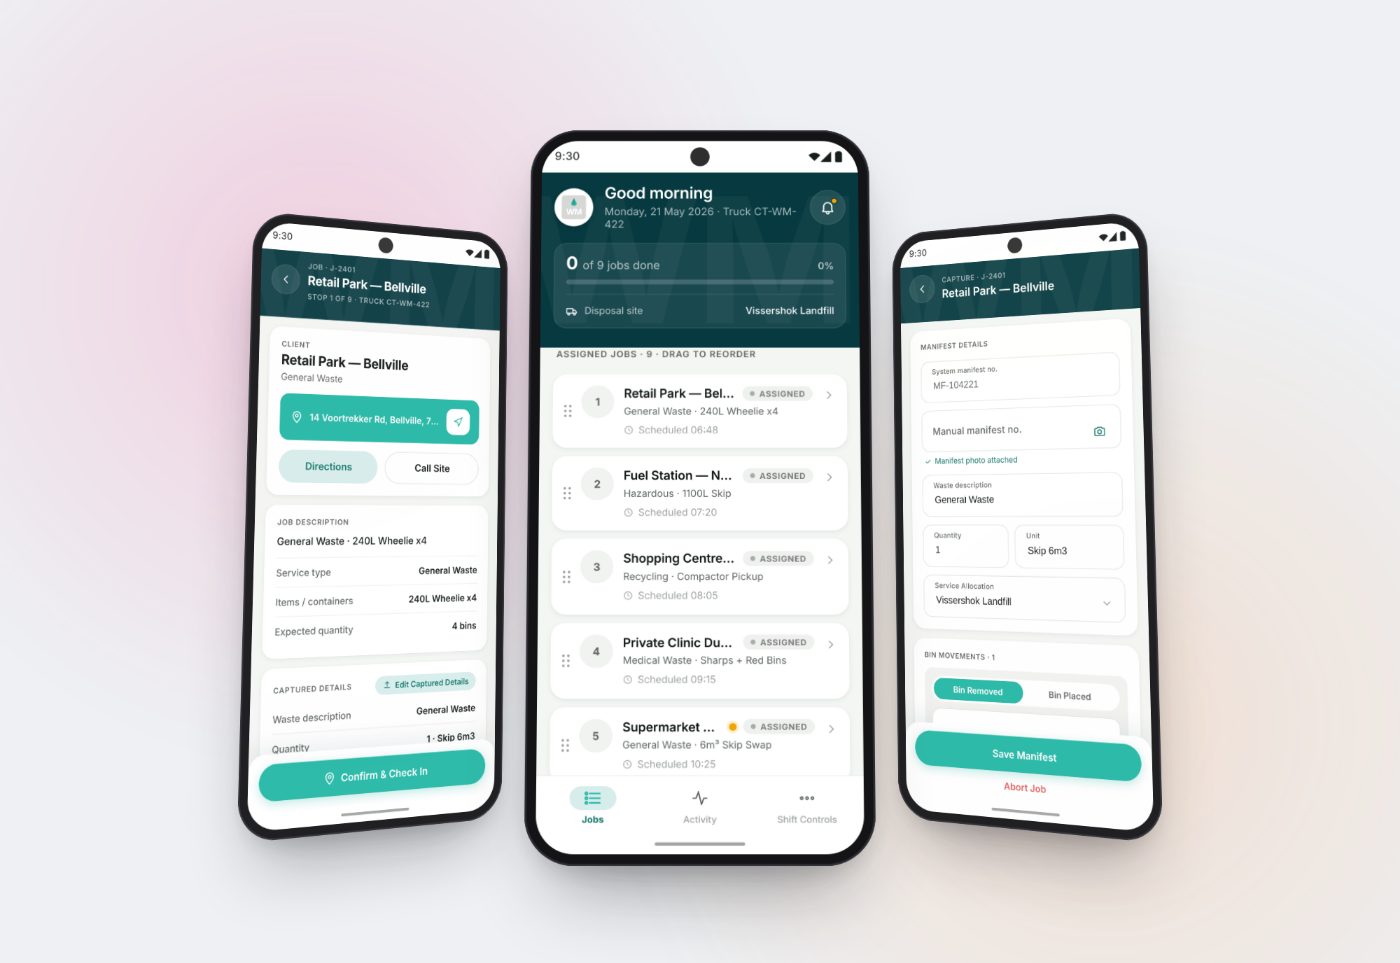 9:30
JOB · J-2401
Retail Park — Bellville
STOP 1 OF 9 · TRUCK CT-WM-422
CLIENT
Retail Park — Bellville
General Waste
14 Voortrekker Rd, Bellville, 7...
Directions
Call Site
JOB DESCRIPTION
General Waste · 240L Wheelie x4
Service type General Waste
Items / containers 240L Wheelie x4
Expected quantity 4 bins
CAPTURED DETAILS Edit Captured Details
Waste description General Waste
Quantity 1 · Skip 6m3
Confirm & Check In
9:30
WM
Good morning
Monday, 21 May 2026 · Truck CT-WM-
422
0 of 9 jobs done 0%
Disposal site Vissershok Landfill
ASSIGNED JOBS · 9 · DRAG TO REORDER
1 Retail Park — Bel... ASSIGNED
General Waste · 240L Wheelie x4
Scheduled 06:48
2 Fuel Station — N... ASSIGNED
Hazardous · 1100L Skip
Scheduled 07:20
3 Shopping Centre... ASSIGNED
Recycling · Compactor Pickup
Scheduled 08:05
4 Private Clinic Du... ASSIGNED
Medical Waste · Sharps + Red Bins
Scheduled 09:15
5 Supermarket ... ASSIGNED
General Waste · 6m³ Skip Swap
Scheduled 10:25
Jobs
Activity
Shift Controls
9:30
CAPTURE · J-2401
Retail Park — Bellville
MANIFEST DETAILS
System manifest no.
MF-104221
Manual manifest no.
Manifest photo attached
Waste description
General Waste
Quantity
1
Unit
Skip 6m3
Service Allocation
Vissershok Landfill
BIN MOVEMENTS · 1
Bin Removed
Bin Placed
Save Manifest
Abort Job